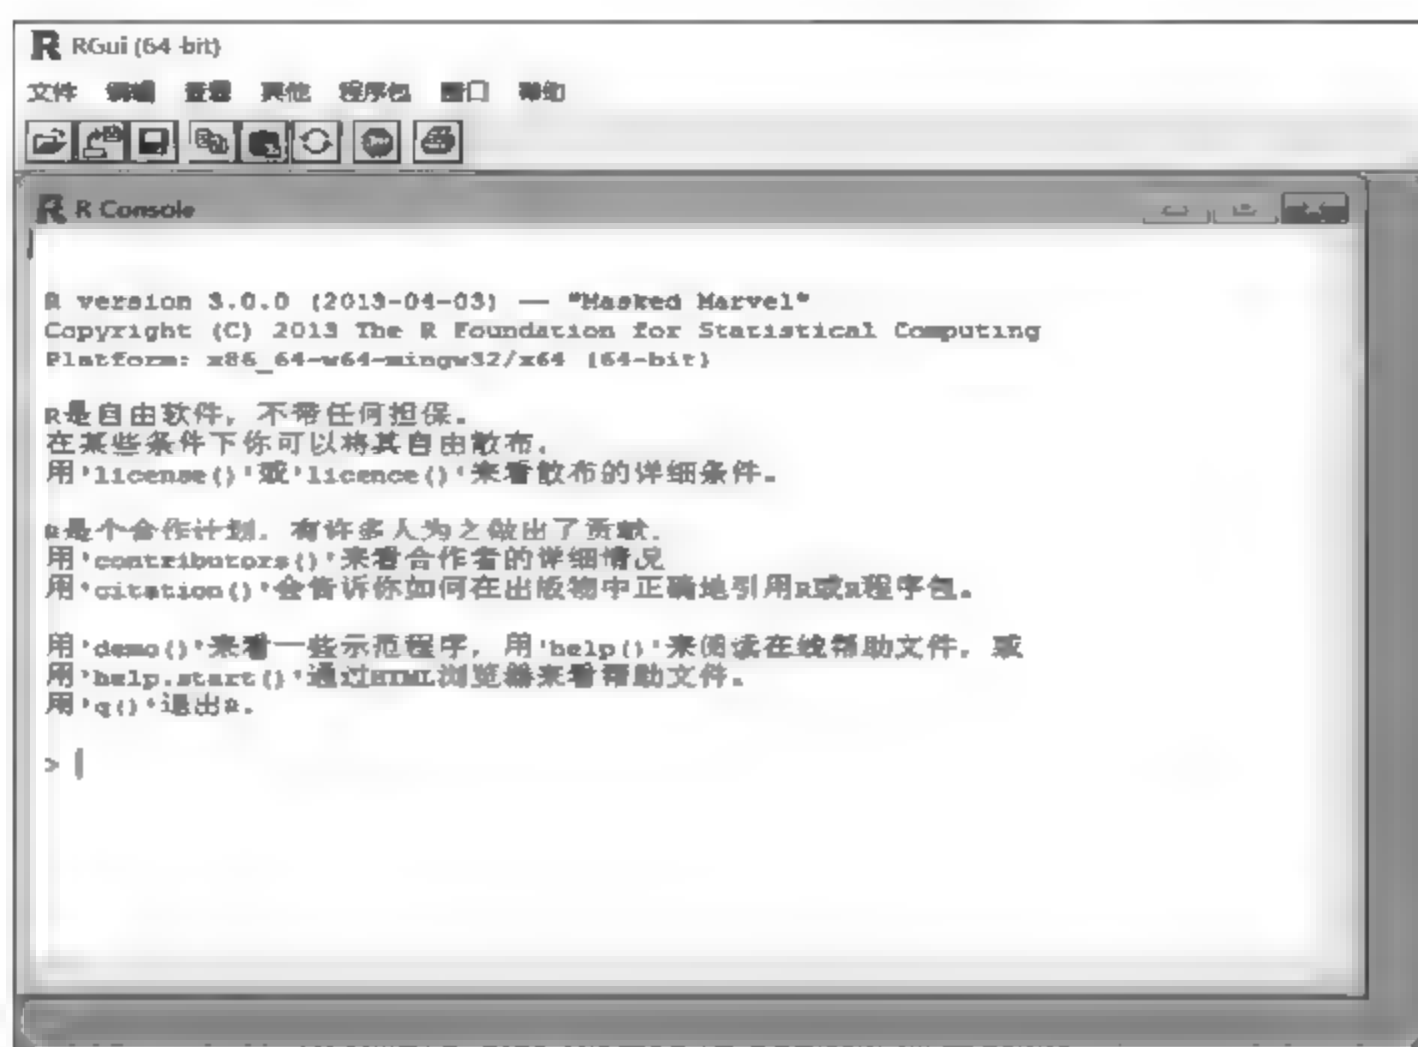 R RGui (64-bit)
文件 编辑 查看 其他 程序包 窗口 帮助
R R Console
R version 3.0.0 (2013-04-03) -- "Masked Marvel"
Copyright (C) 2013 The R Foundation for Statistical Computing
Platform: x86_64-w64-mingw32/x64 (64-bit)
R是自由软件，不带任何担保。
在某些条件下你可以将其自由散布。
用'license()'或'licence()'来看散布的详细条件。
R是个合作计划，有许多人为之做出了贡献.
用'contributors()'来看合作者的详细情况
用'citation()'会告诉你如何在出版物中正确地引用R或R程序包。
用'demo()'来看一些示范程序，用'help()'来阅读在线帮助文件，或
用'help.start()'通过HTML浏览器来看帮助文件。
用'q()'退出R.
>